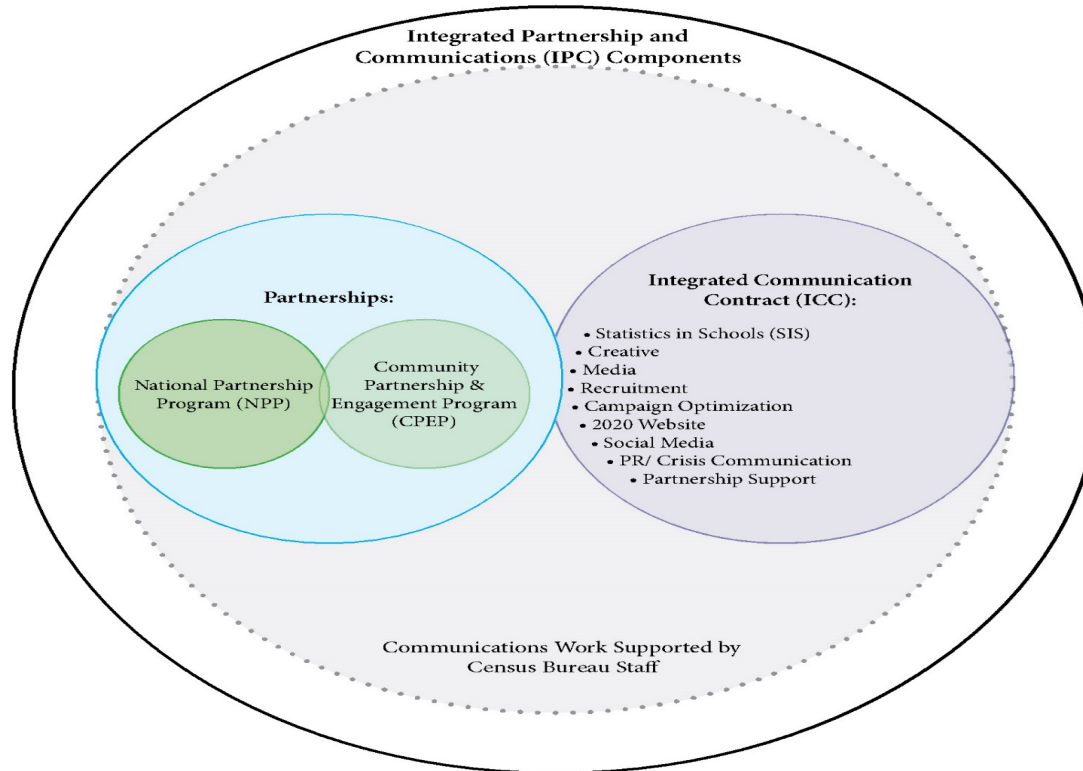 Integrated Partnership and
Communications (IPC) Components
Partnerships:
National Partnership
Program (NPP)
Community
Partnership &
Engagement Program
(CPEP)
Integrated Communication
Contract (ICC):
• Statistics in Schools (SIS)
• Creative
• Media
• Recruitment
• Campaign Optimization
• 2020 Website
• Social Media
• PR/ Crisis Communication
• Partnership Support
Communications Work Supported by
Census Bureau Staff